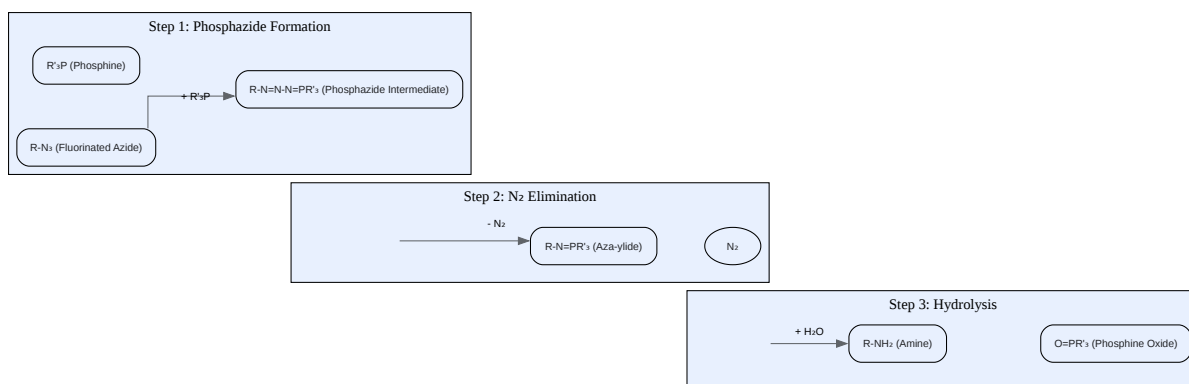 Step 1: Phosphazide Formation
R'₃P (Phosphine)
R-N=N-N=PR'₃ (Phosphazide Intermediate)
+ R'₃P
R-N₃ (Fluorinated Azide)
Step 2: N₂ Elimination
- N₂
R-N=PR'₃ (Aza-ylide)
N₂
Step 3: Hydrolysis
+ H₂O
R-NH₂ (Amine)
O=PR'₃ (Phosphine Oxide)